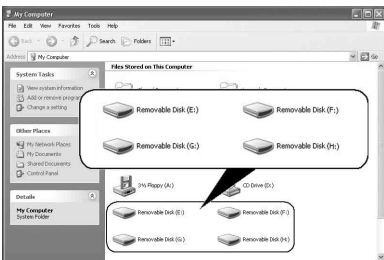 My Computer
File Edit View Favorites Tools Help
Back Search Folders
Address My Computer Go
System Tasks
View system information
Add or remove programs
Change a setting
Other Places
My Network Places
My Documents
Shared Documents
Control Panel
Details
My Computer
System Folder
Files Stored on This Computer
Removable Disk (E:) Removable Disk (F:)
Removable Disk (G:) Removable Disk (H:)
3½ Floppy (A:) CD Drive (D:)
Removable Disk (E:) Removable Disk (F:)
Removable Disk (G:) Removable Disk (H:)